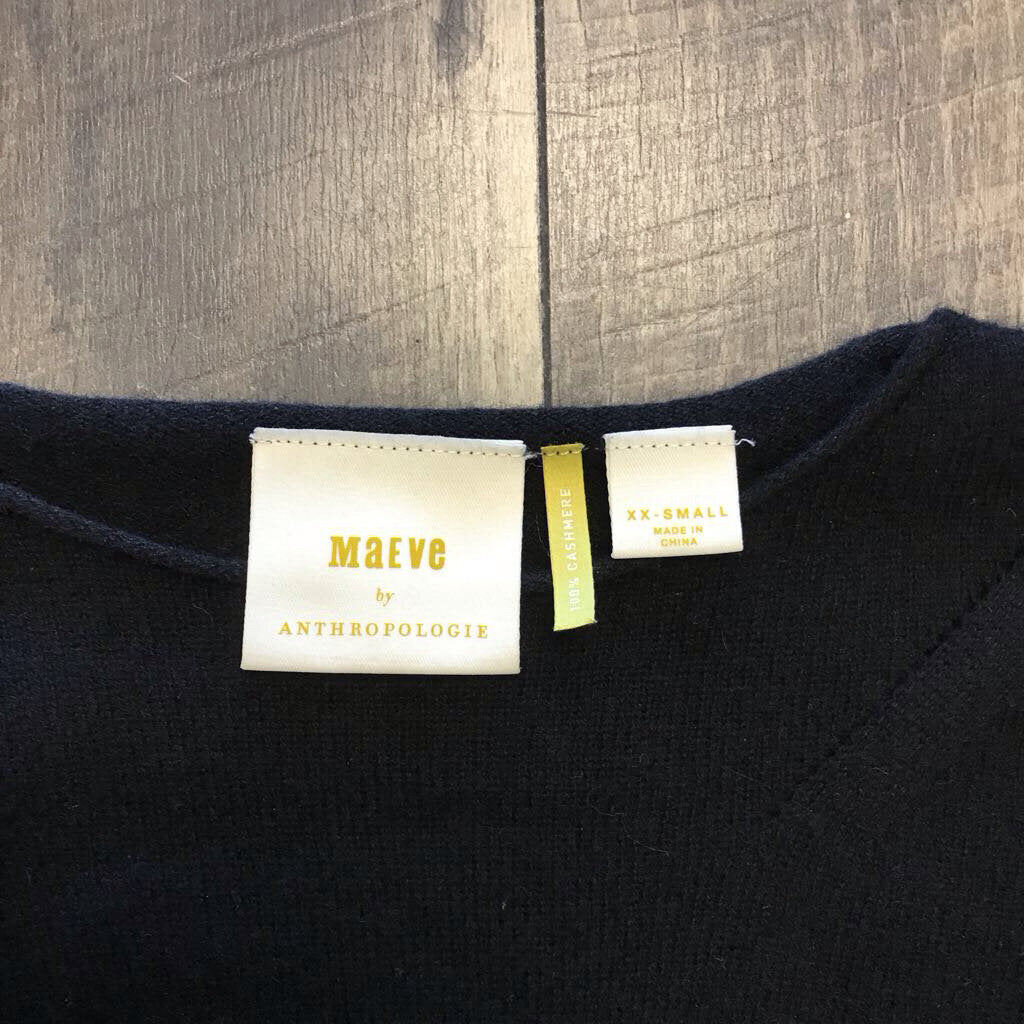 MaEve
by
ANTHROPOLOGIE
100% CASHMERE
XX-SMALL
MADE IN
CHINA